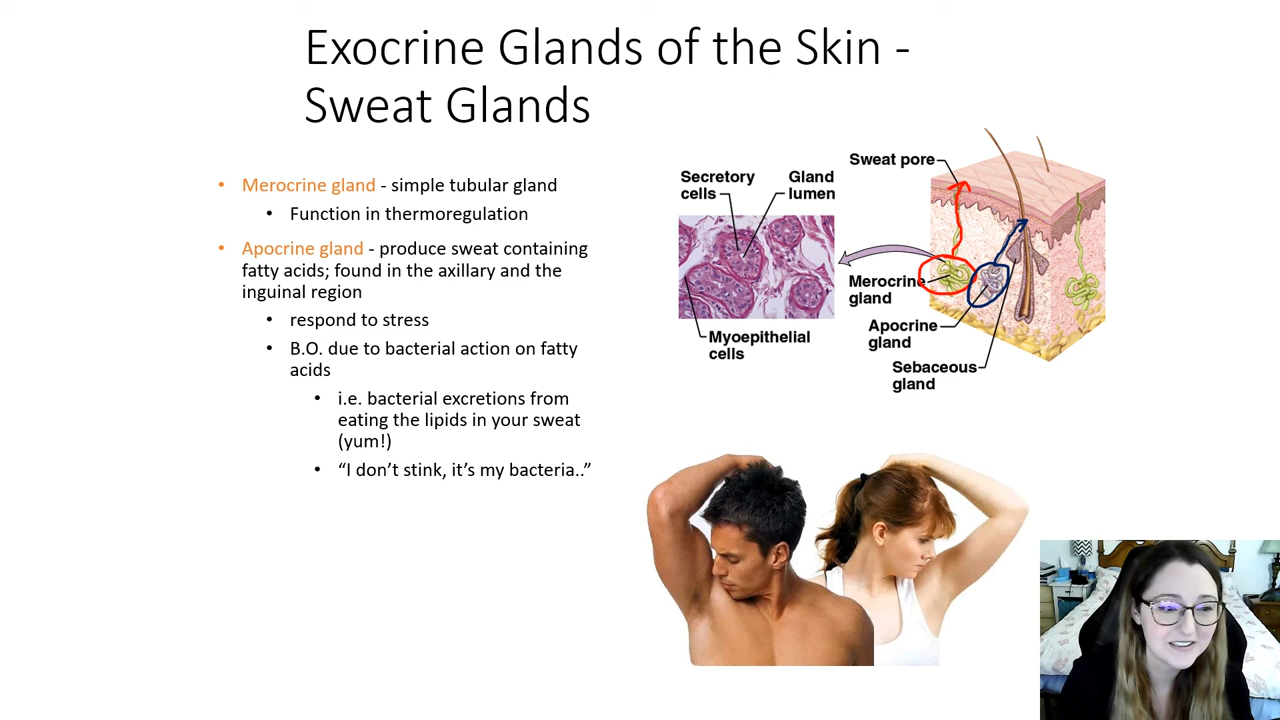 Exocrine Glands of the Skin -
Sweat Glands
• Merocrine gland - simple tubular gland
• Function in thermoregulation
• Apocrine gland - produce sweat containing
fatty acids; found in the axillary and the
inguinal region
• respond to stress
• B.O. due to bacterial action on fatty
acids
• i.e. bacterial excretions from
eating the lipids in your sweat
(yum!)
• “I don’t stink, it’s my bacteria..”
Sweat pore
Secretory
cells
Gland
lumen
Merocrine
gland
Apocrine
gland
Myoepithelial
cells
Sebaceous
gland